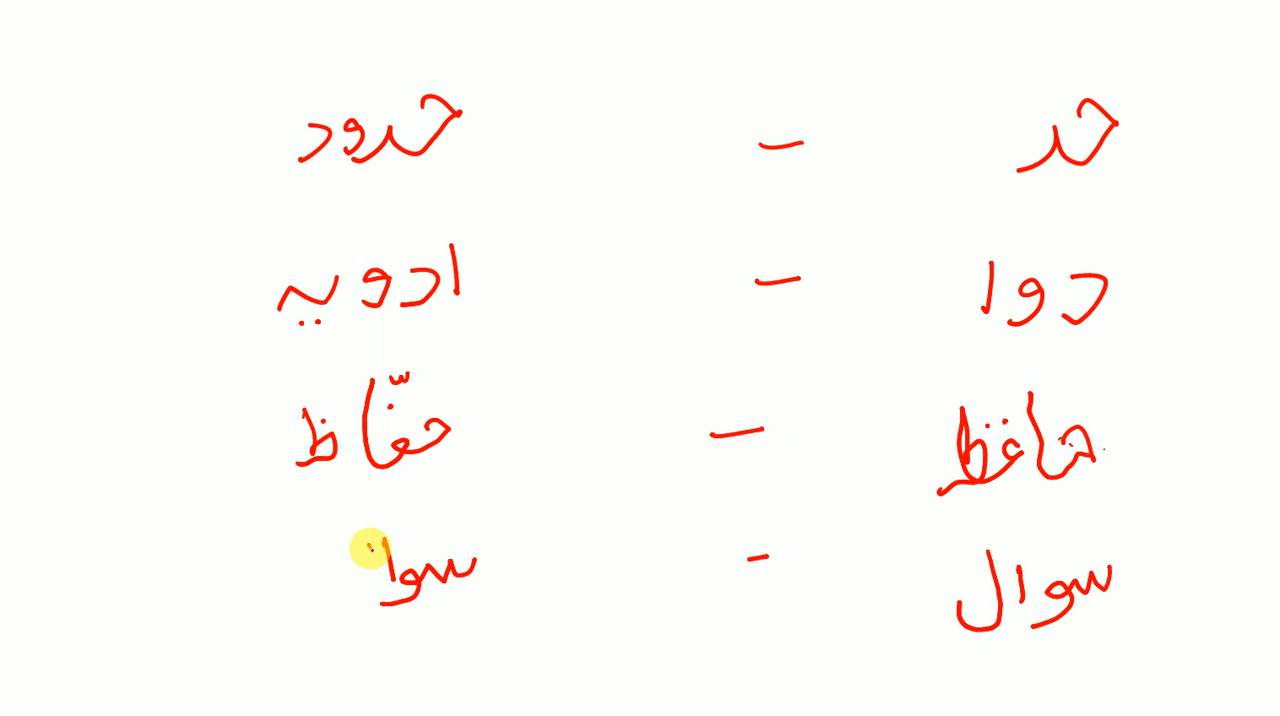 حد - حدود
دوا - ادویہ
حافظ - حفّاظ
سوال - سوا